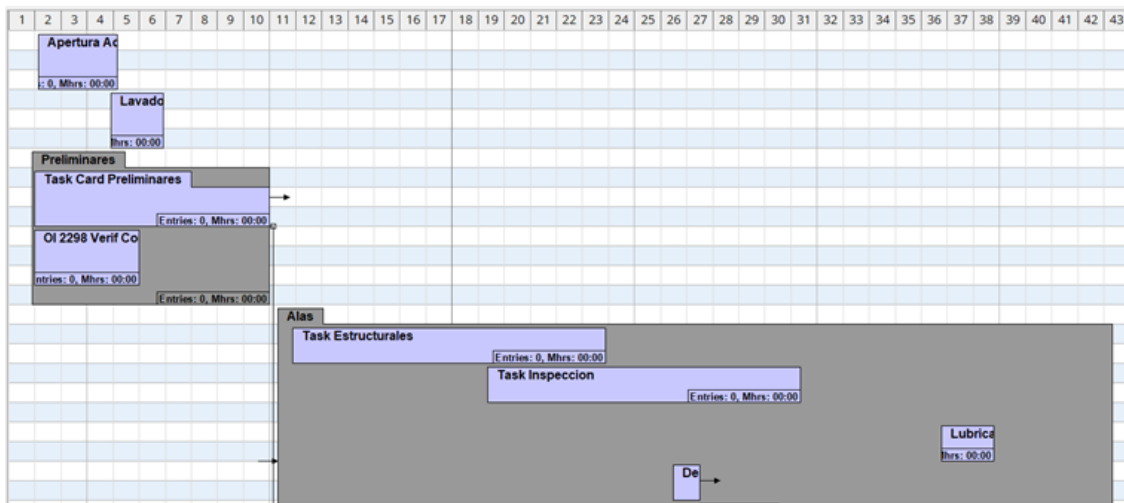 1 2 3 4 5 6 7 8 9 10 11 12 13 14 15 16 17 18 19 20 21 22 23 24 25 26 27 28 29 30 31 32 33 34 35 36 37 38 39 40 41 42 43
Apertura Ac
: 0, Mhrs: 00:00
Lavado
hrs: 00:00
Preliminares
Task Card Preliminares
Entries: 0, Mhrs: 00:00
OI 2298 Verif Co
ntries: 0, Mhrs: 00:00
Entries: 0, Mhrs: 00:00
Alas
Task Estructurales
Entries: 0, Mhrs: 00:00
Task Inspeccion
Entries: 0, Mhrs: 00:00
Lubrica
hrs: 00:00
De